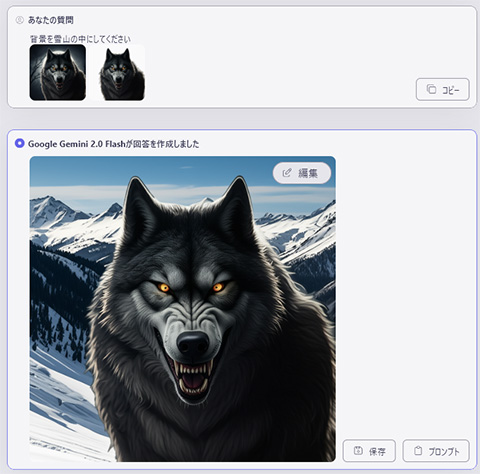 あなたの質問
背景を雪山の中にしてください
コピー
Google Gemini 2.0 Flashが回答を作成しました
編集
保存
プロンプト